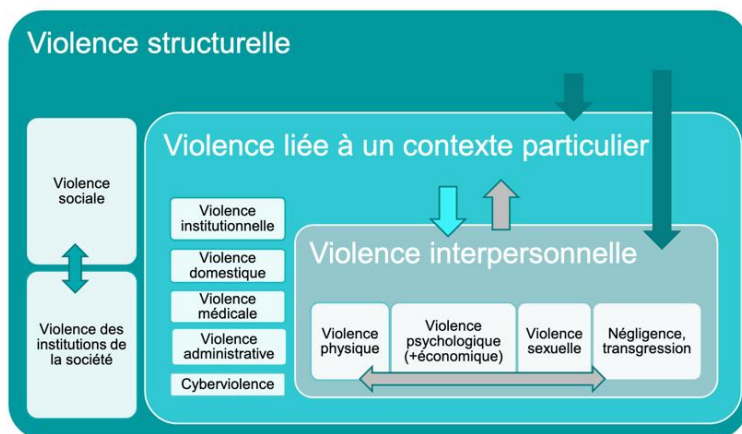 Violence structurelle
Violence
sociale
Violence des
institutions de
la société
Violence liée à un contexte particulier
Violence
institutionnelle
Violence
domestique
Violence
médicale
Violence
administrative
Cyberviolence
Violence interpersonnelle
Violence
physique
Violence
psychologique
(+économique)
Violence
sexuelle
Négligence,
transgression